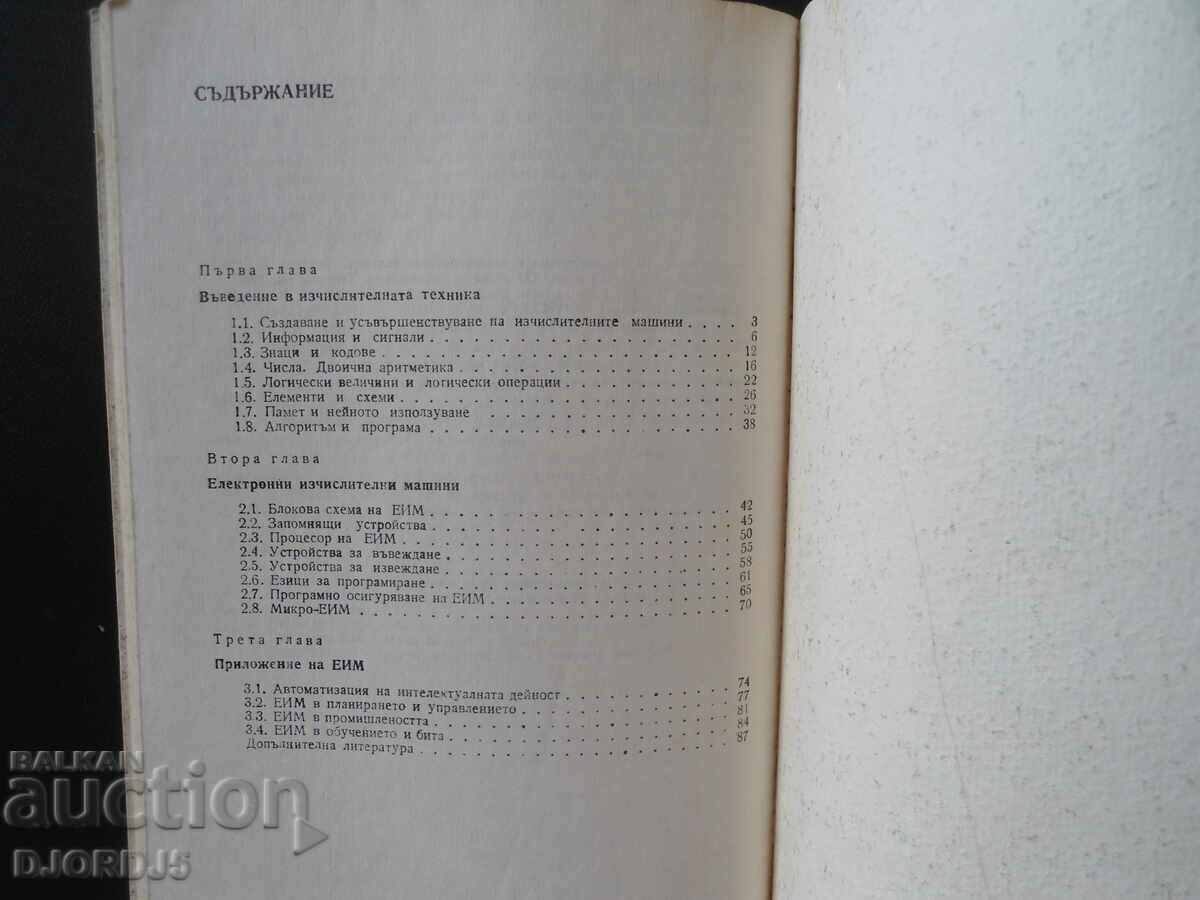 СЪДЪРЖАНИЕ
Първа глава
Въведение в изчислителната техника
1.1. Създаване и усъвършенствуване на изчислителните машини . . . . 3
1.2. Информация и сигнали . . . . . . . . . . . . . . . . . 6
1.3. Знаци и кодове . . . . . . . . . . . . . . . . . . . . 12
1.4. Числа. Двоична аритметика . . . . . . . . . . . . . . . 16
1.5. Логически величини и логически операции . . . . . . . . . 22
1.6. Елементи и схеми . . . . . . . . . . . . . . . . . . . 26
1.7. Памет и нейното използуване . . . . . . . . . . . . . . 32
1.8. Алгоритъм и програма . . . . . . . . . . . . . . . . . 38
Втора глава
Електронни изчислителни машини
2.1. Блокова схема на ЕИМ . . . . . . . . . . . . . . . . . 42
2.2. Запомнящи устройства . . . . . . . . . . . . . . . . . 45
2.3. Процесор на ЕИМ . . . . . . . . . . . . . . . . . . . 50
2.4. Устройства за въвеждане . . . . . . . . . . . . . . . . 55
2.5. Устройства за извеждане . . . . . . . . . . . . . . . . 58
2.6. Езици за програмиране . . . . . . . . . . . . . . . . . 61
2.7. Програмно осигуряване на ЕИМ . . . . . . . . . . . . . 65
2.8. Микро-ЕИМ . . . . . . . . . . . . . . . . . . . . . . 70
Трета глава
Приложение на ЕИМ
3.1. Автоматизация на интелектуалната дейност . . . . . . . . . 74
3.2. ЕИМ в планирането и управлението . . . . . . . . . . . . 77
3.3. ЕИМ в промишлеността . . . . . . . . . . . . . . . . . 81
3.4. ЕИМ в обучението и бита . . . . . . . . . . . . . . . . 84
Допълнителна литература . . . . . . . . . . . . . . . . . . 87
BALKAN
auction
DJORDJ5